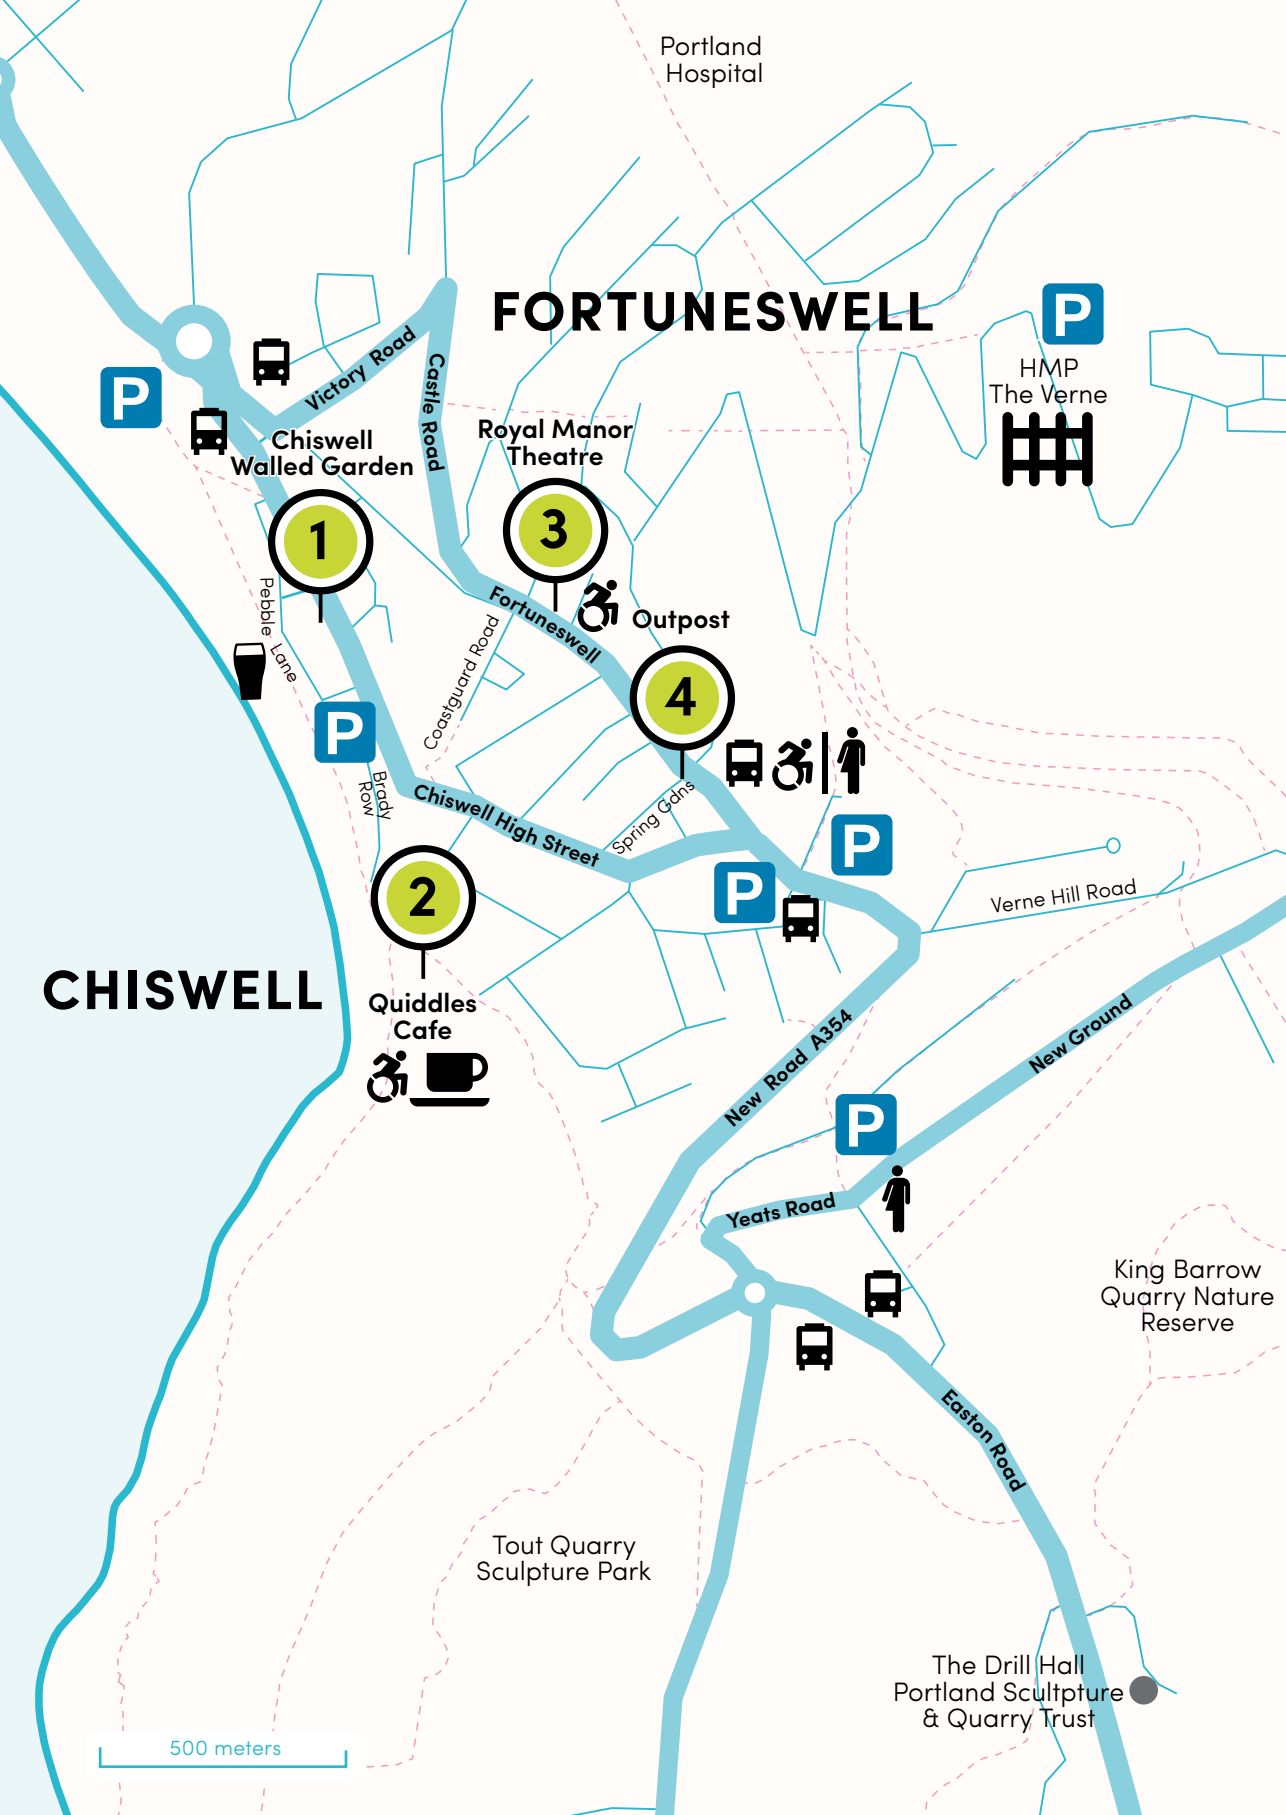 Portland
Hospital
FORTUNESWELL
P
HMP
The Verne
P
Victory Road
Castle Road
Chiswell
Walled Garden
Royal Manor
Theatre
1
3
Pebble Lane
Fortuneswell
Outpost
Coastguard Road
4
P
Brady
Row
Chiswell High Street
Spring Gdns
P
P
2
Verne Hill Road
CHISWELL
Quiddles
Cafe
New Road A354
New Ground
P
Yeats Road
King Barrow
Quarry Nature
Reserve
Easton Road
Tout Quarry
Sculpture Park
The Drill Hall
Portland Scultpture
& Quarry Trust
500 meters